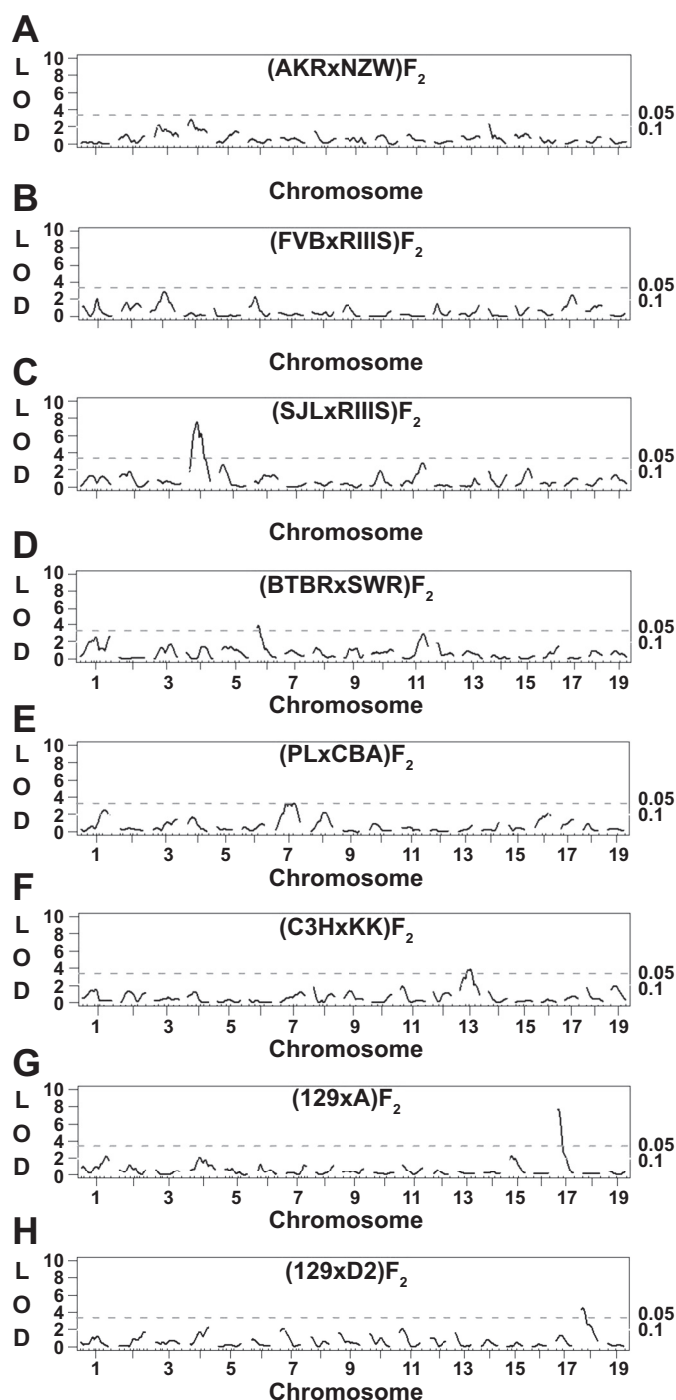 A
(AKRxNZW)F2
L
O
D
10
8
6
4
2
0
0.05
0.1
Chromosome
B
(FVBxRIIIS)F2
L
O
D
10
8
6
4
2
0
0.05
0.1
Chromosome
C
(SJLxRIIIS)F2
L
O
D
10
8
6
4
2
0
0.05
0.1
Chromosome
D
(BTBRxSWR)F2
L
O
D
10
8
6
4
2
0
0.05
0.1
1 3 5 7 9 11 13 15 17 19
Chromosome
E
(PLxCBA)F2
L
O
D
10
8
6
4
2
0
0.05
0.1
1 3 5 7 9 11 13 15 17 19
Chromosome
F
(C3HxKK)F2
L
O
D
10
8
6
4
2
0
0.05
0.1
1 3 5 7 9 11 13 15 17 19
Chromosome
G
(129xA)F2
L
O
D
10
8
6
4
2
0
0.05
0.1
1 3 5 7 9 11 13 15 17 19
Chromosome
H
(129xD2)F2
L
O
D
10
8
6
4
2
0
0.05
0.1
1 3 5 7 9 11 13 15 17 19
Chromosome